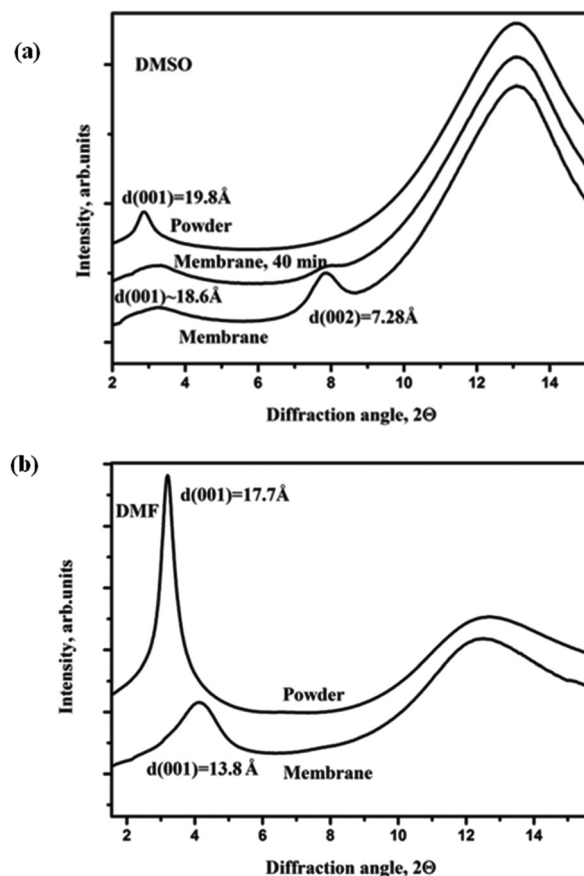 (a)
DMSO
d(001)=19.8Å
Powder
Membrane, 40 min
d(001)~18.6Å
d(002)=7.28Å
Membrane
Intensity, arb.units
2 4 6 8 10 12 14
Diffraction angle, 2Θ
(b)
d(001)=17.7Å
DMF
Powder
d(001)=13.8 Å
Membrane
Intensity, arb.units
2 4 6 8 10 12 14
Diffraction angle, 2Θ